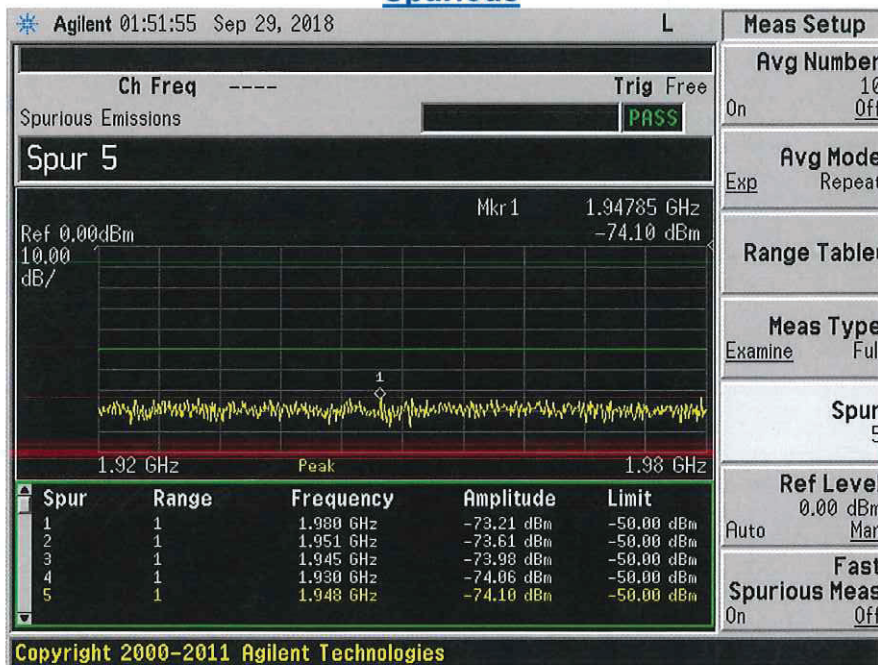 Spurious
Agilent 01:51:55 Sep 29, 2018 L
Ch Freq ---- Trig Free
Spurious Emissions PASS
Spur 5
Mkr1 1.94785 GHz
-74.10 dBm
Ref 0.00dBm
10.00
dB/
1
1.92 GHz Peak 1.98 GHz
Spur Range Frequency Amplitude Limit
1 1 1.980 GHz -73.21 dBm -50.00 dBm
2 1 1.951 GHz -73.61 dBm -50.00 dBm
3 1 1.945 GHz -73.98 dBm -50.00 dBm
4 1 1.930 GHz -74.06 dBm -50.00 dBm
5 1 1.948 GHz -74.10 dBm -50.00 dBm
Copyright 2000-2011 Agilent Technologies
Meas Setup
Avg Number
10
On Off
Avg Mode
Exp Repeat
Range Table
Meas Type
Examine Full
Spur
5
Ref Level
0.00 dBm
Auto Man
Fast
Spurious Meas
On Off